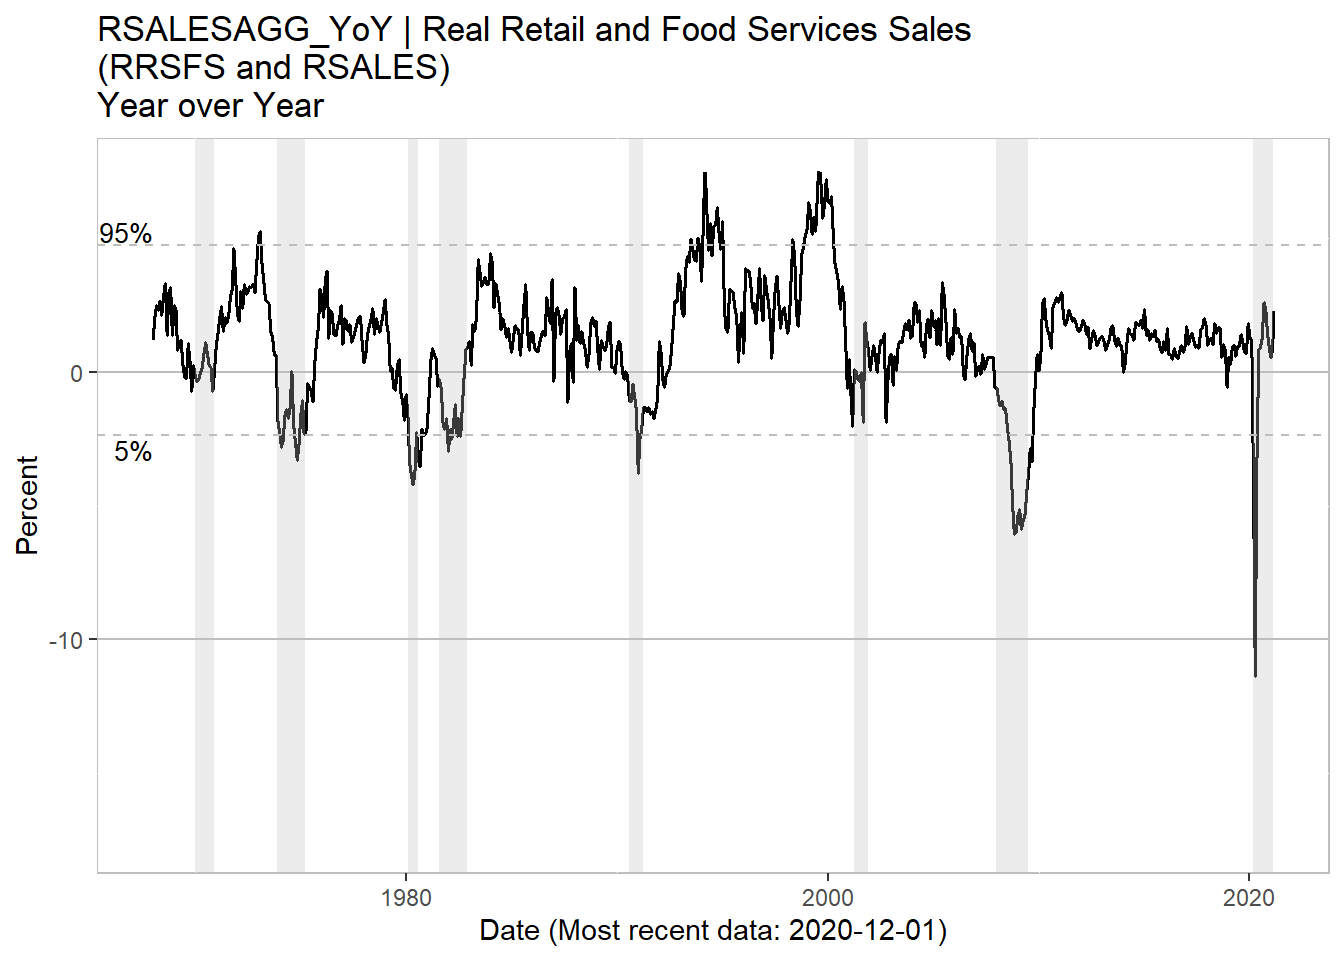 RSALESAGG_YoY | Real Retail and Food Services Sales
(RRSFS and RSALES)
Year over Year
95%
0
5%
Percent
-10
1980
2000
2020
Date (Most recent data: 2020-12-01)